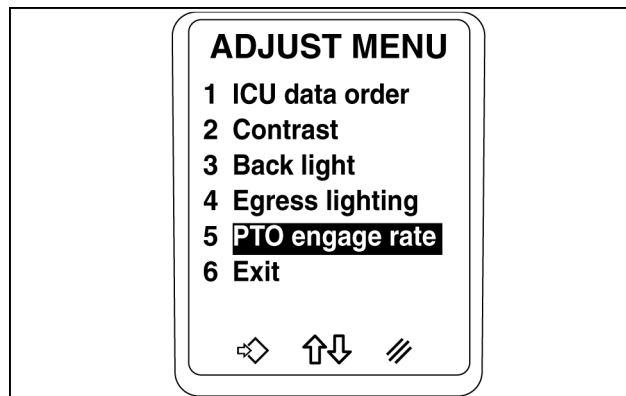 ADJUST MENU
1 ICU data order
2 Contrast
3 Back light
4 Egress lighting
5 PTO engage rate
6 Exit